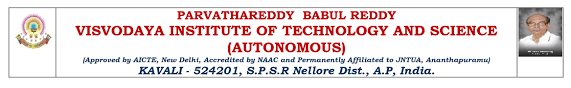 PARVATHAREDDY BABUL REDDY
VISVODAYA INSTITUTE OF TECHNOLOGY AND SCIENCE
(AUTONOMOUS)
(Approved by AICTE, New Delhi, Accredited by NAAC and Permanently Affiliated to JNTUA, Ananthapuramu)
KAVALI - 524201, S.P.S.R Nellore Dist., A.P, India.